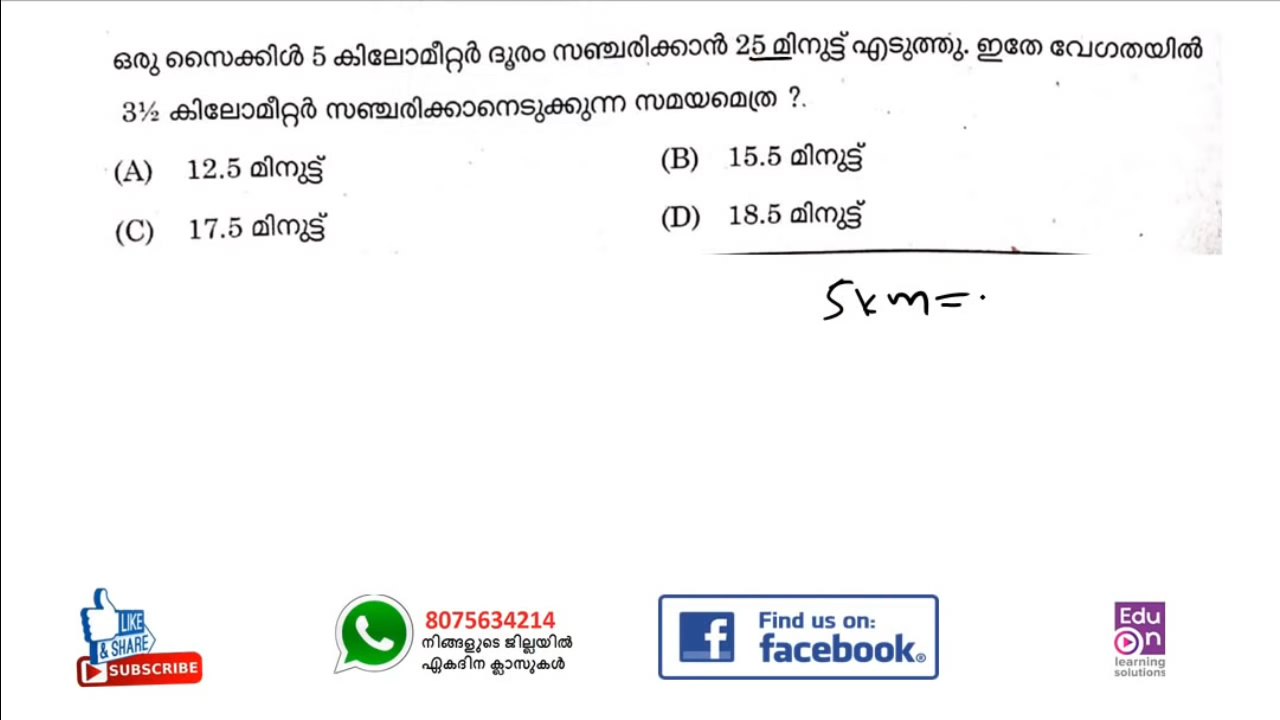 ഒരു സൈക്കിൾ 5 കിലോമീറ്റർ ദൂരം സഞ്ചരിക്കാൻ 25 മിനുട്ട് എടുത്തു. ഇതേ വേഗതയിൽ
3½ കിലോമീറ്റർ സഞ്ചരിക്കാനെടുക്കുന്ന സമയമെത്ര ?.
(A) 12.5 മിനുട്ട്
(B) 15.5 മിനുട്ട്
(C) 17.5 മിനുട്ട്
(D) 18.5 മിനുട്ട്
5km=
LIKE
& SHARE
SUBSCRIBE
8075634214
നിങ്ങളുടെ ജില്ലയിൽ
ഏകദിന ക്ലാസുകൾ
Find us on:
facebook®
Edu
On
learning
solutions